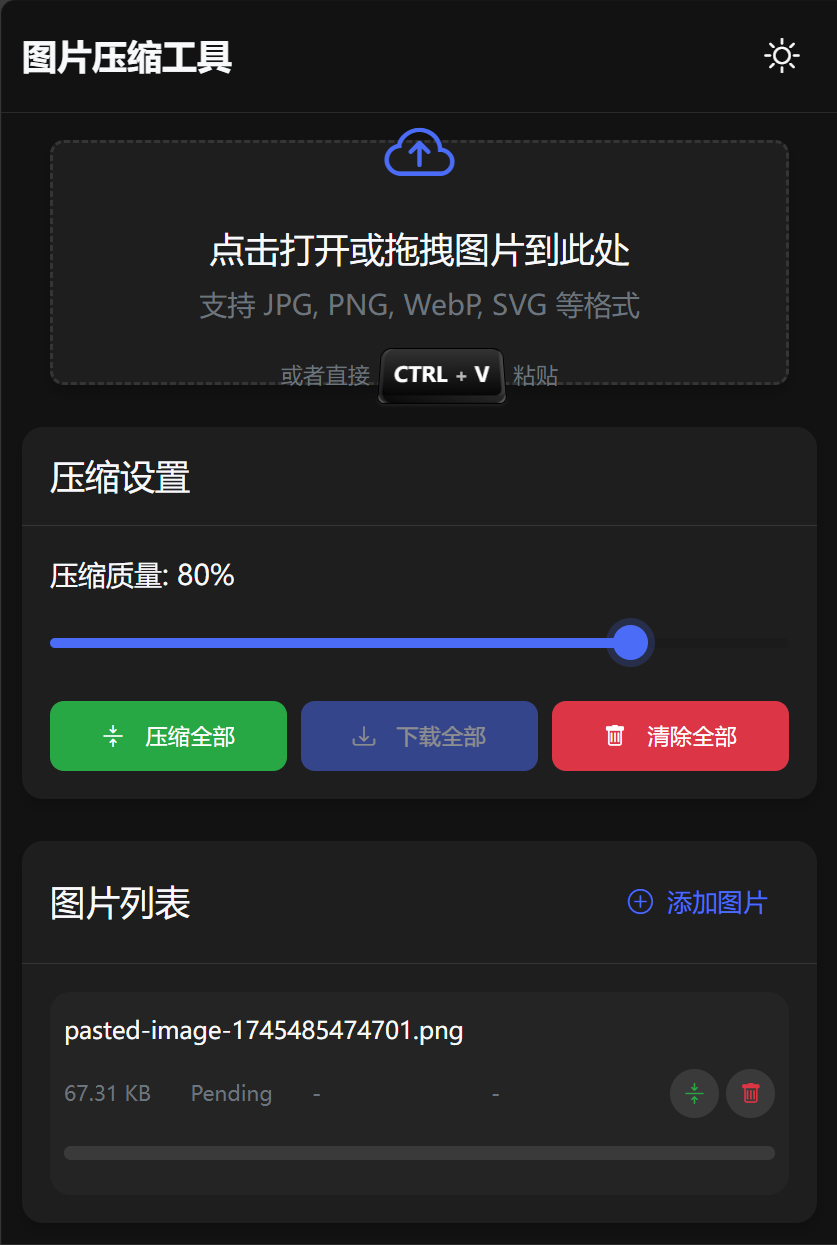 图片压缩工具
点击打开或拖拽图片到此处
支持 JPG, PNG, WebP, SVG 等格式
或者直接 CTRL + V 粘贴
压缩设置
压缩质量: 80%
压缩全部 下载全部 清除全部
图片列表 添加图片
pasted-image-1745485474701.png
67.31 KB Pending - -